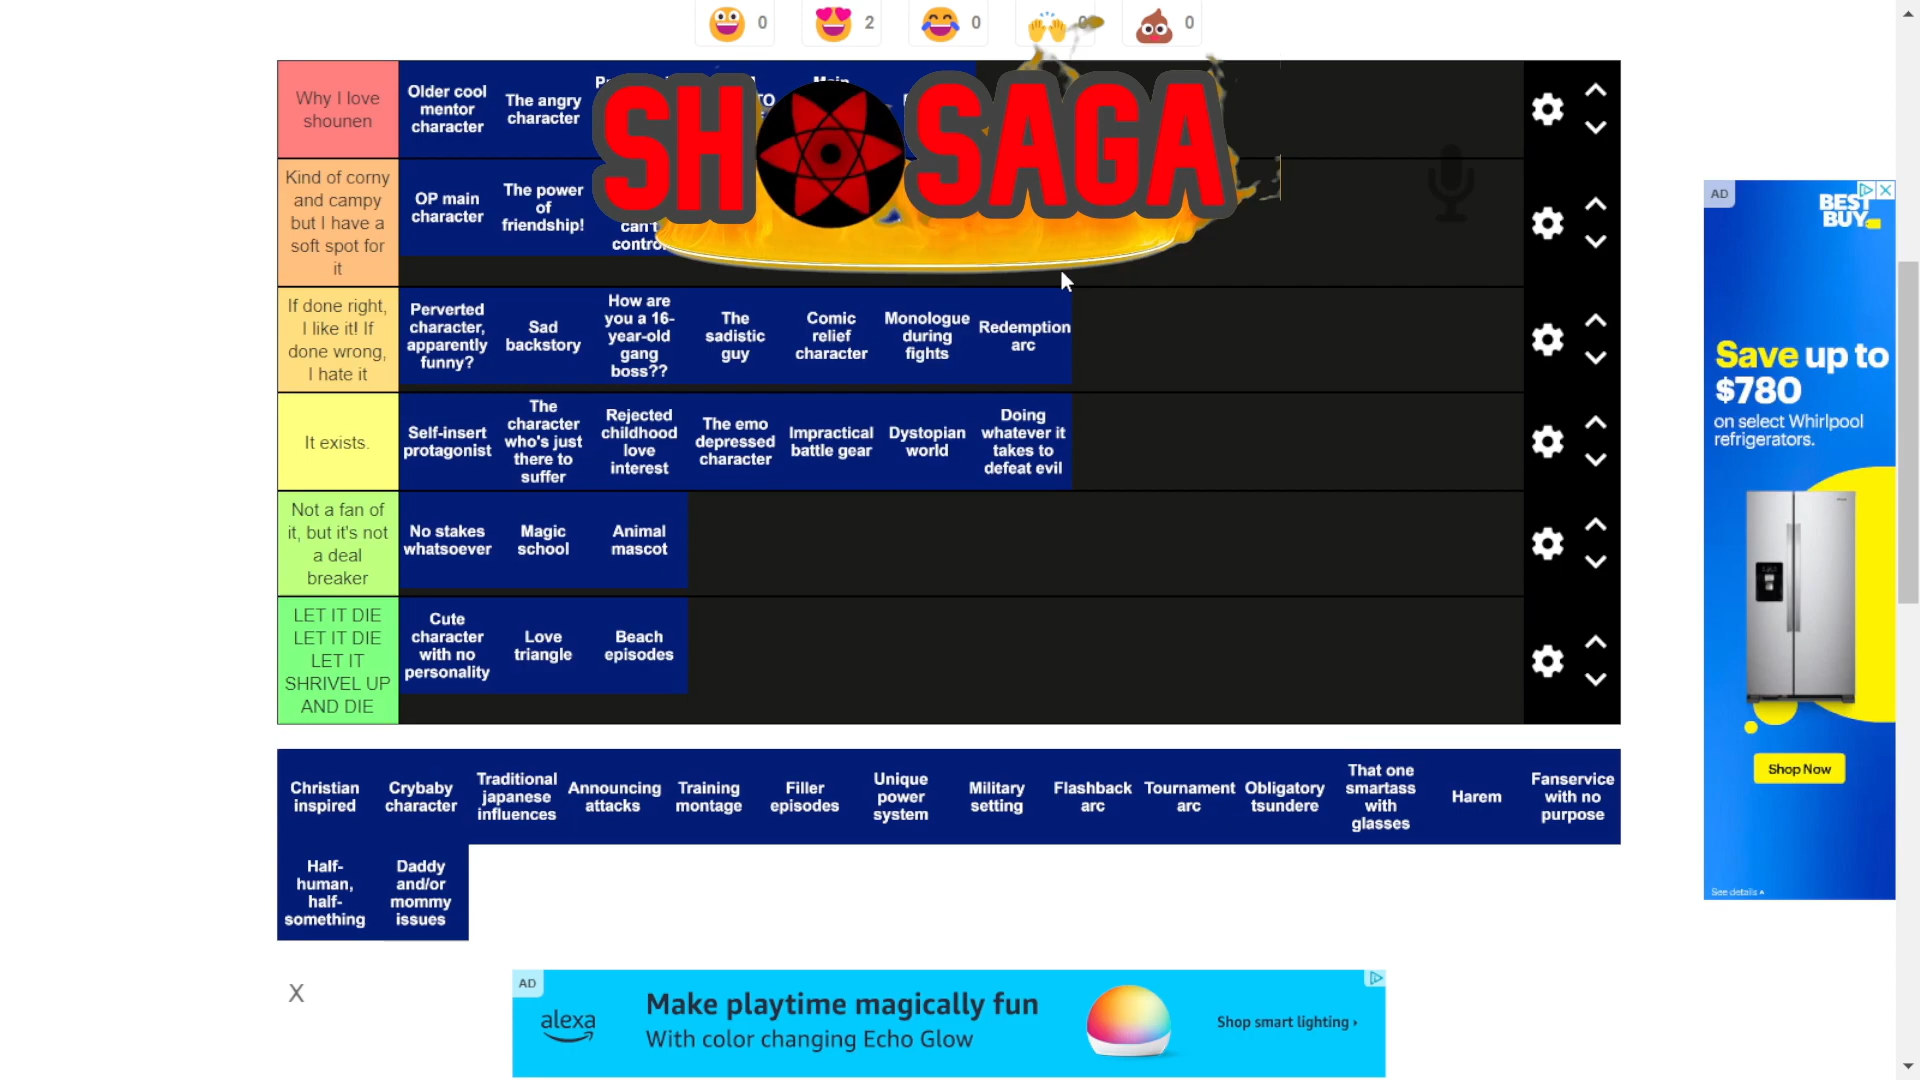 0
2
0
0
0
Why I love
shounen
Older cool
mentor
character
The angry
character
Main
SH SAGA
Kind of corny
and campy
but I have a
soft spot for
it
OP main
character
The power
of
friendship!
can't
If done right,
I like it! If
done wrong,
I hate it
Perverted
character,
apparently
funny?
Sad
backstory
How are
you a 16-
year-old
gang
boss??
The
sadistic
guy
Comic
relief
character
Monologue
during
fights
Redemption
arc
It exists.
Self-insert
protagonist
The
character
who's just
there to
suffer
Rejected
childhood
love
interest
The emo
depressed
character
Impractical
battle gear
Dystopian
world
Doing
whatever it
takes to
defeat evil
Not a fan of
it, but it's not
a deal
breaker
No stakes
whatsoever
Magic
school
Animal
mascot
LET IT DIE
LET IT DIE
LET IT
SHRIVEL UP
AND DIE
Cute
character
with no
personality
Love
triangle
Beach
episodes
Christian
inspired
Crybaby
character
Traditional
japanese
influences
Announcing
attacks
Training
montage
Filler
episodes
Unique
power
system
Military
setting
Flashback
arc
Tournament
arc
Obligatory
tsundere
That one
smartass
with
glasses
Harem
Fanservice
with no
purpose
Half-
human,
half-
something
Daddy
and/or
mommy
issues
AD
BEST
BUY
Save up to
$780
on select Whirlpool
refrigerators.
Shop Now
See details
X
AD
alexa
Make playtime magically fun
With color changing Echo Glow
Shop smart lighting ›